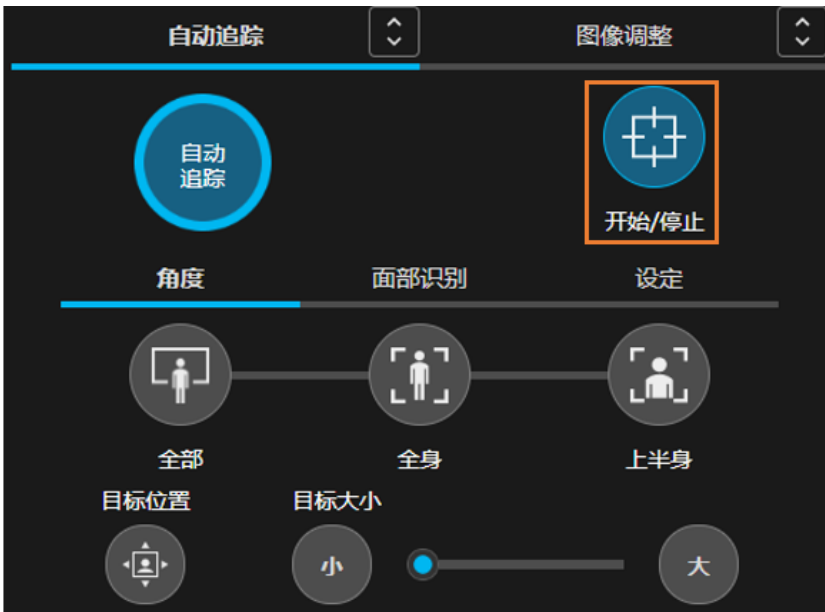 自动追踪
图像调整
自动
追踪
开始/停止
角度
面部识别
设定
全部
全身
上半身
目标位置
目标大小
小
大